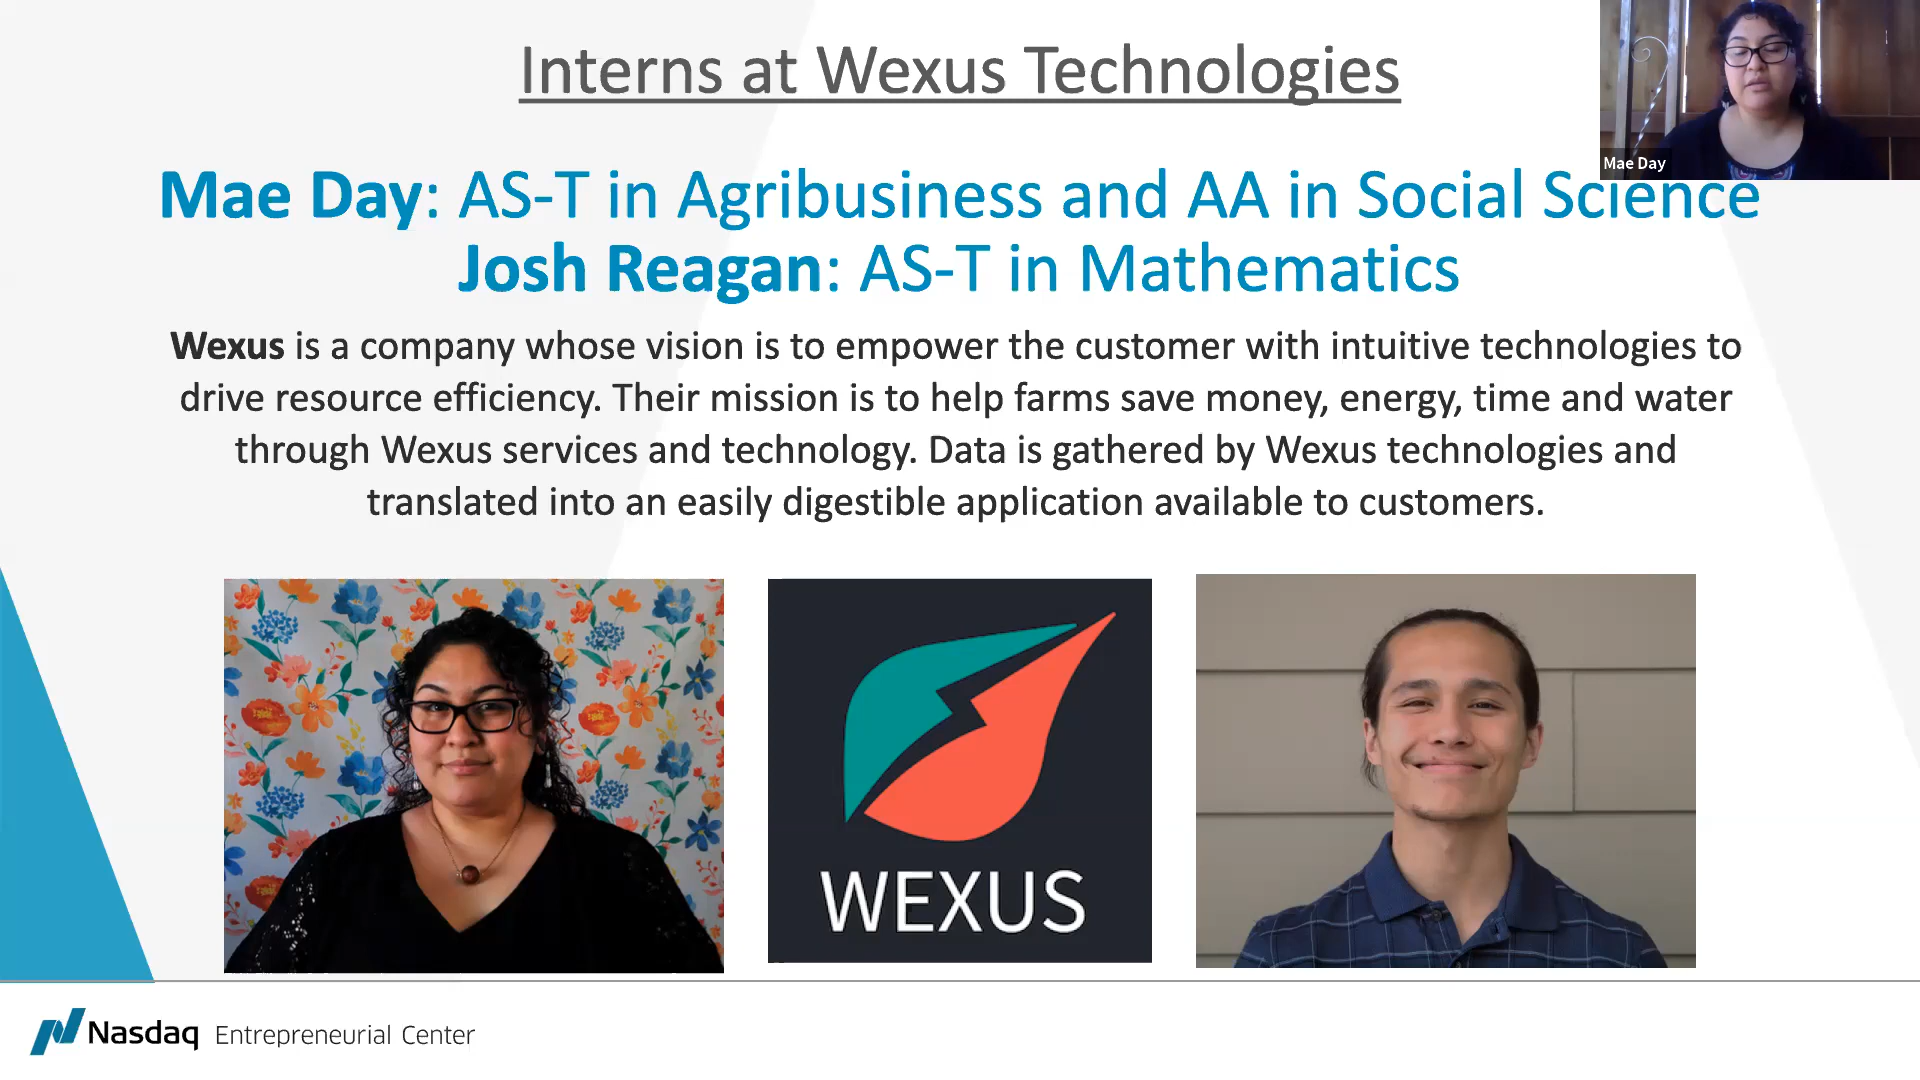 Interns at Wexus Technologies
Mae Day
Mae Day: AS-T in Agribusiness and AA in Social Science
Josh Reagan: AS-T in Mathematics
Wexus is a company whose vision is to empower the customer with intuitive technologies to
drive resource efficiency. Their mission is to help farms save money, energy, time and water
through Wexus services and technology. Data is gathered by Wexus technologies and
translated into an easily digestible application available to customers.
WEXUS
Nasdaq Entrepreneurial Center